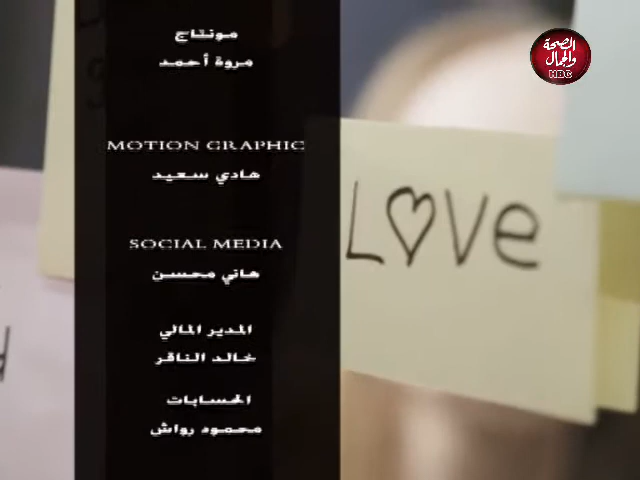 مونتاج
مروة أحمد
MOTION GRAPHIC
هادي سعيد
SOCIAL MEDIA
هاني محسن
المدير المالي
خالد الناقر
الحسابات
محمود رواش
LOVe
الصحة
والجمال
HBC